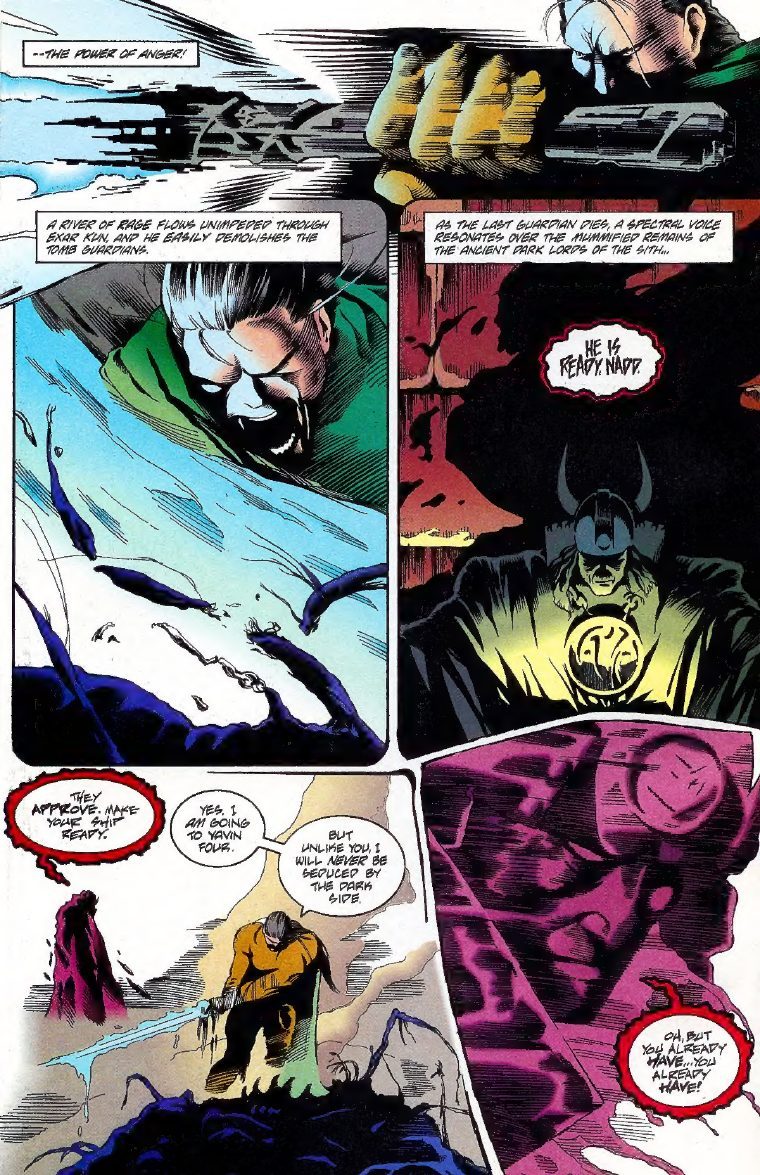 --THE POWER OF ANGER!
A RIVER OF RAGE FLOWS UNIMPEDED THROUGH
EXAR KUN, AND HE EASILY DEMOLISHES THE
TOMB GUARDIANS.
AS THE LAST GUARDIAN DIES, A SPECTRAL VOICE
RESONATES OVER THE MUMMIFIED REMAINS OF
THE ANCIENT DARK LORDS OF THE SITH...
HE IS
READY, NADD.
THEY
APPROVE. MAKE
YOUR SHIP
READY.
YES, I
AM GOING
TO YAVIN
FOUR.
BUT
UNLIKE YOU, I
WILL NEVER BE
SEDUCED BY
THE DARK
SIDE.
OH, BUT
YOU ALREADY
HAVE...YOU
ALREADY
HAVE!